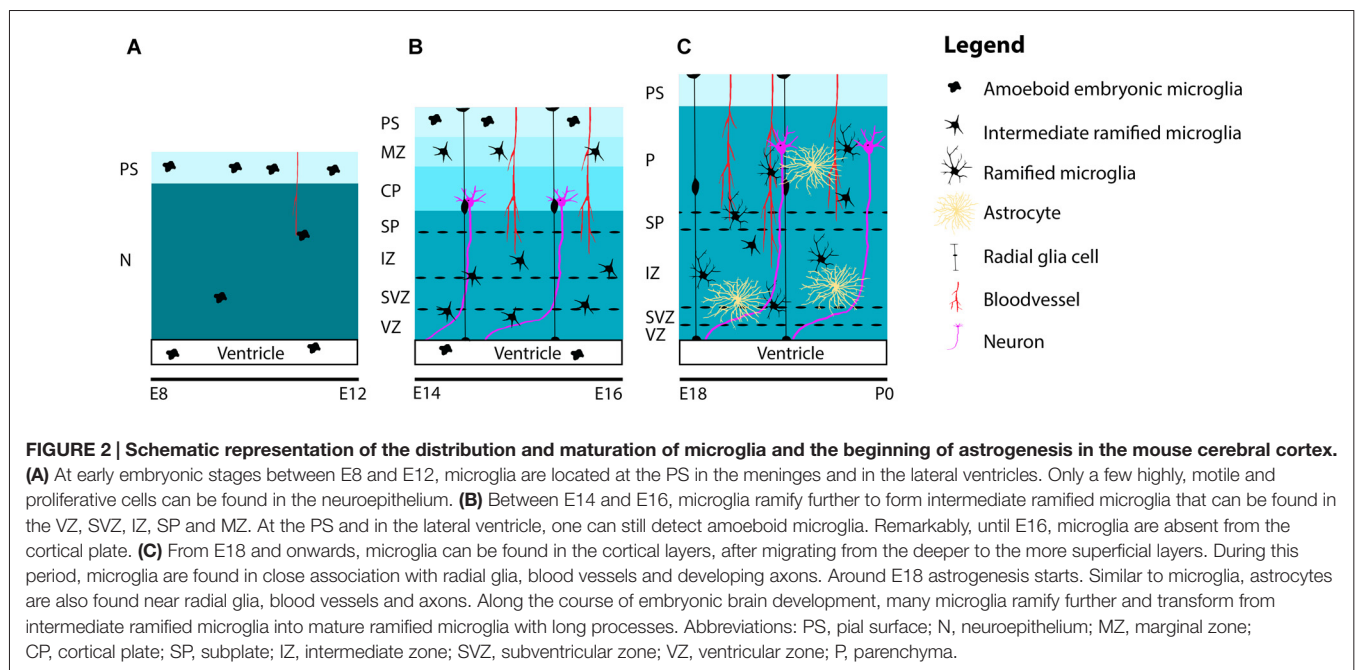 A
B
C
Legend
PS
N
Ventricle
E8 E12
PS
MZ
CP
SP
IZ
SVZ
VZ
Ventricle
E14 E16
PS
P
SP
IZ
SVZ
VZ
Ventricle
E18 P0
Amoeboid embryonic microglia
Intermediate ramified microglia
Ramified microglia
Astrocyte
Radial glia cell
Bloodvessel
Neuron
FIGURE 2 | Schematic representation of the distribution and maturation of microglia and the beginning of astrogenesis in the mouse cerebral cortex.
(A) At early embryonic stages between E8 and E12, microglia are located at the PS in the meninges and in the lateral ventricles. Only a few highly, motile and
proliferative cells can be found in the neuroepithelium. (B) Between E14 and E16, microglia ramify further to form intermediate ramified microglia that can be found in
the VZ, SVZ, IZ, SP and MZ. At the PS and in the lateral ventricle, one can still detect amoeboid microglia. Remarkably, until E16, microglia are absent from the
cortical plate. (C) From E18 and onwards, microglia can be found in the cortical layers, after migrating from the deeper to the more superficial layers. During this
period, microglia are found in close association with radial glia, blood vessels and developing axons. Around E18 astrogenesis starts. Similar to microglia, astrocytes
are also found near radial glia, blood vessels and axons. Along the course of embryonic brain development, many microglia ramify further and transform from
intermediate ramified microglia into mature ramified microglia with long processes. Abbreviations: PS, pial surface; N, neuroepithelium; MZ, marginal zone;
CP, cortical plate; SP, subplate; IZ, intermediate zone; SVZ, subventricular zone; VZ, ventricular zone; P, parenchyma.